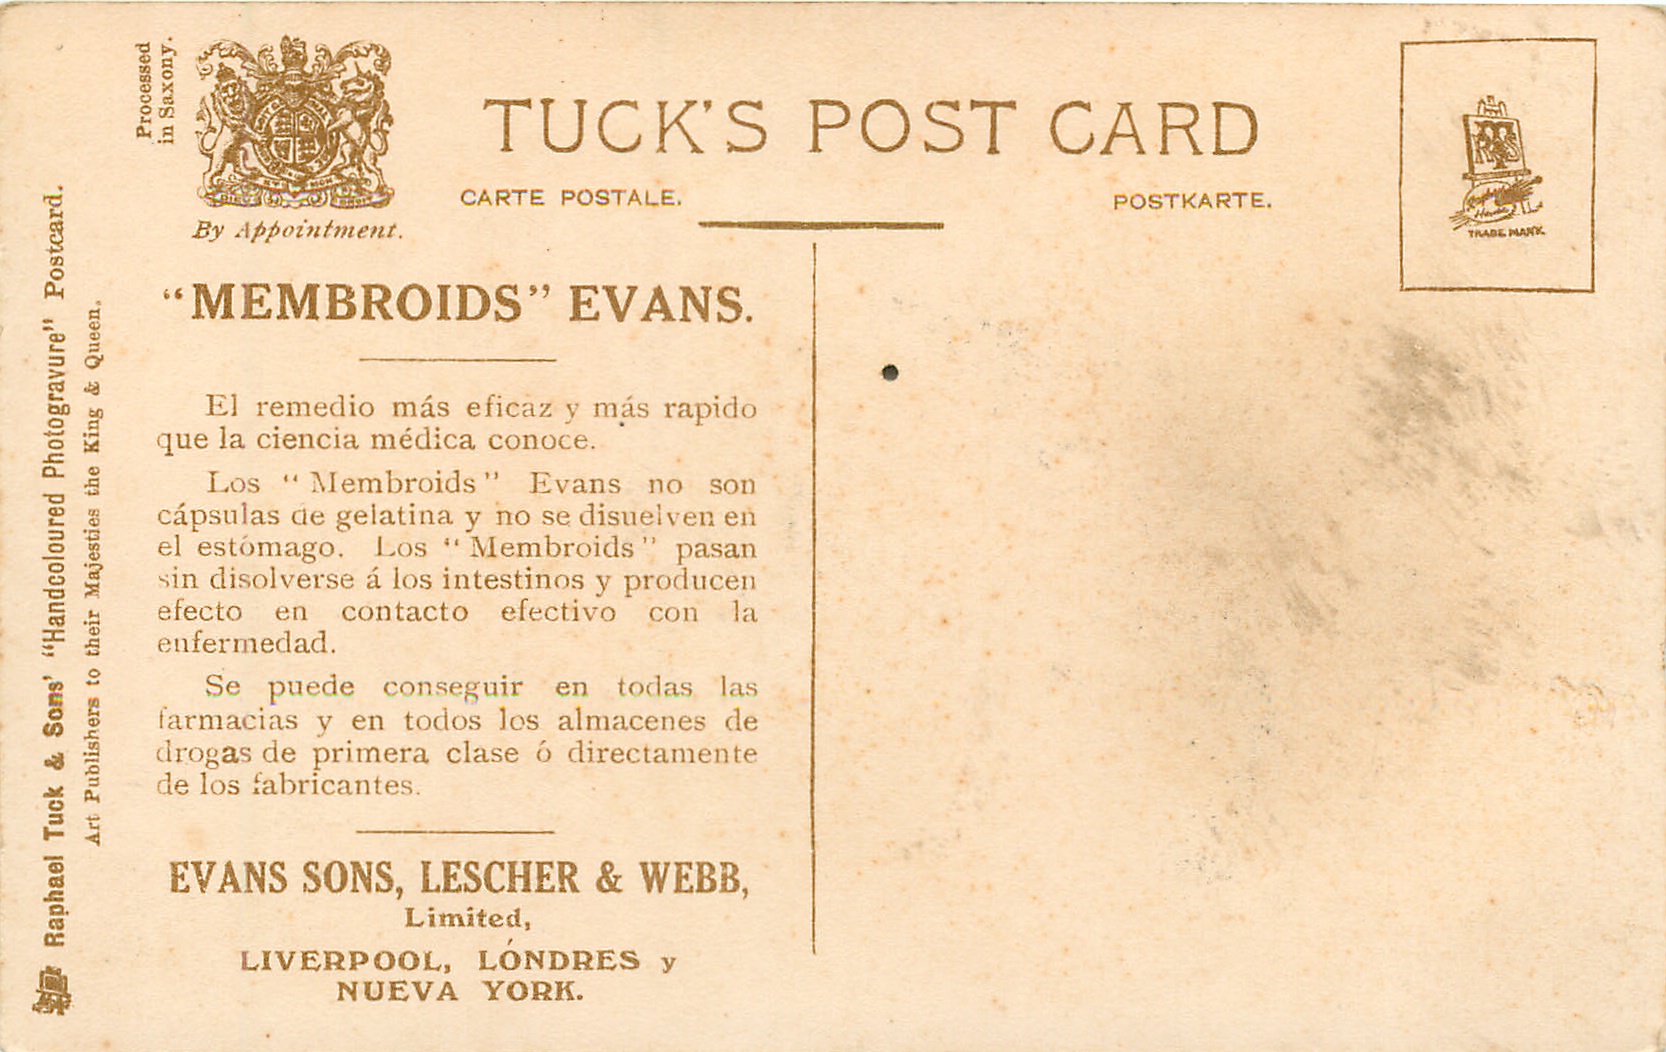 Processed
in Saxony.
By Appointment.
TUCK'S POST CARD
CARTE POSTALE.
POSTKARTE.
TRADE MARK.
Raphael Tuck & Sons' "Handcoloured Photogravure" Postcard.
Art Publishers to their Majesties the King & Queen.
"MEMBROIDS" EVANS.
El remedio más eficaz y más rapido
que la ciencia médica conoce.
Los "Membroids" Evans no son
cápsulas de gelatina y no se disuelven en
el estómago. Los "Membroids" pasan
sin disolverse á los intestinos y producen
efecto en contacto efectivo con la
enfermedad.
Se puede conseguir en todas las
farmacias y en todos los almacenes de
drogas de primera clase ó directamente
de los fabricantes.
EVANS SONS, LESCHER & WEBB,
Limited,
LIVERPOOL, LÓNDRES y
NUEVA YORK.